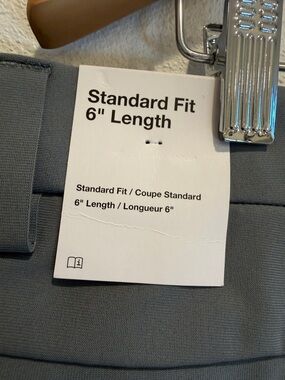 Standard Fit
6" Length
Standard Fit / Coupe Standard
6" Length / Longueur 6"